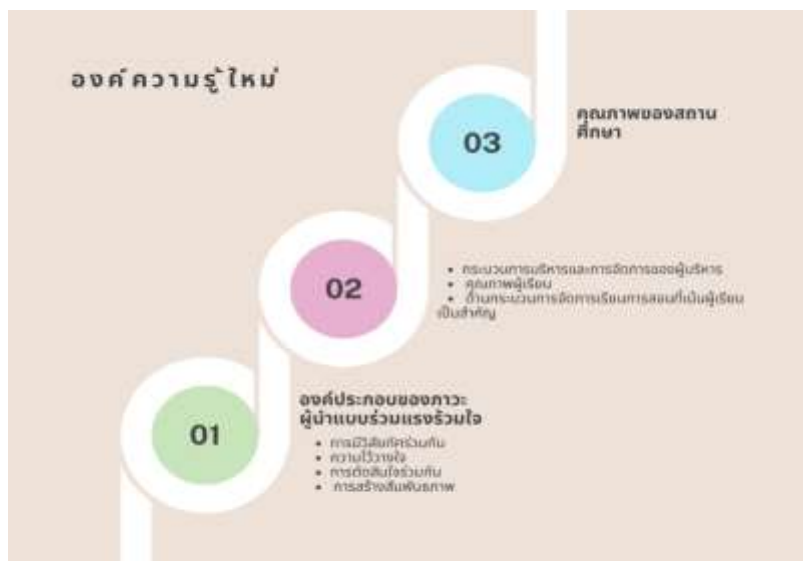 องค์ความรู้ใหม่
03
คุณภาพของสถาน
ศึกษา
02
• กระบวนการบริหารและการจัดการของผู้บริหาร
• คุณภาพผู้เรียน
• ด้านกระบวนการจัดการเรียนการสอนที่เน้นผู้เรียน
เป็นสำคัญ
01
องค์ประกอบของภาวะ
ผู้นำแบบร่วมแรงร้วมใจ
• การมีวิสัยทัศร่วมกัน
• ความไว้วางใจ
• การตัดสินใจร่วมกัน
• การสร้างสัมพันธภาพ